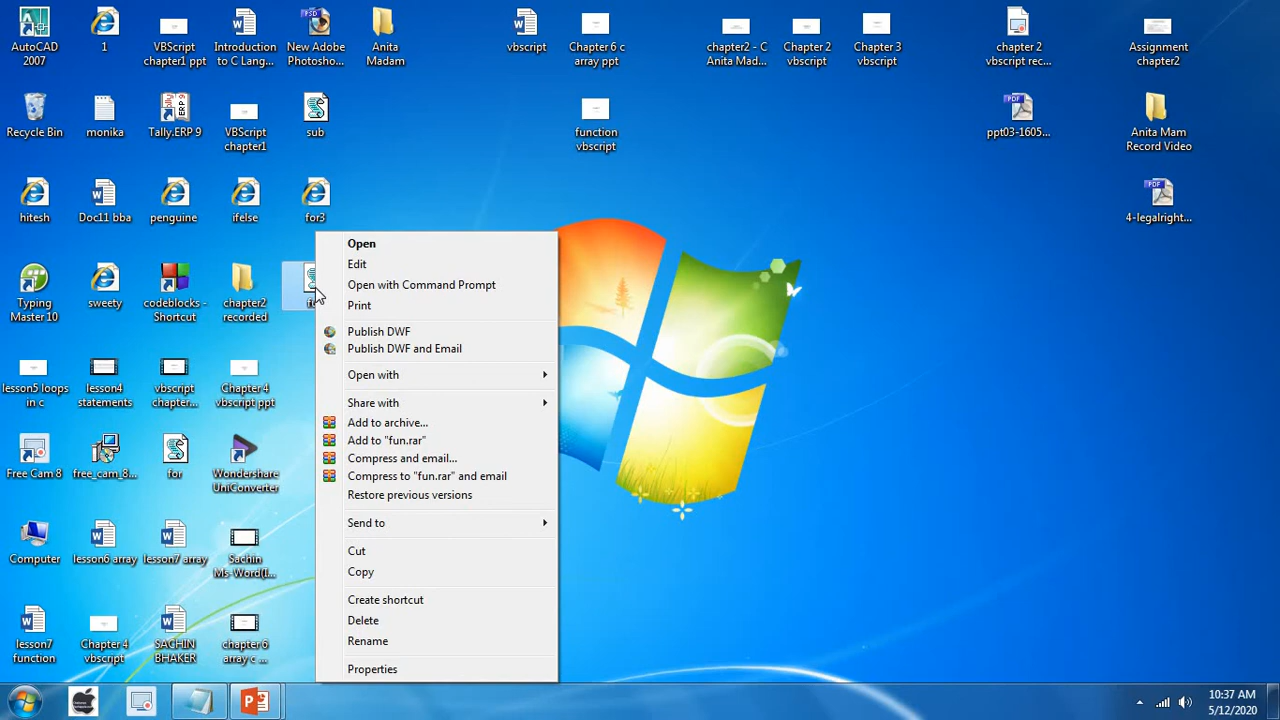 AutoCAD
2007
1
VBScript
chapter1 ppt
Introduction
to C Lang...
New Adobe
Photosho...
Anita
Madam
vbscript
Chapter 6 c
array ppt
chapter2 - C
Anita Mad...
Chapter 2
vbscript
Chapter 3
vbscript
chapter 2
vbscript rec...
Assignment
chapter2
Recycle Bin
monika
Tally.ERP 9
VBScript
chapter1
sub
function
vbscript
ppt03-1605...
Anita Mam
Record Video
hitesh
Doc11 bba
penguine
ifelse
for3
4-legalright...
Typing
Master 10
sweety
codeblocks -
Shortcut
chapter2
recorded
lesson5 loops
in c
lesson4
statements
vbscript
chapter...
Chapter 4
vbscript ppt
Free Cam 8
free_cam_8...
for
Wondershare
UniConverter
Computer
lesson6 array
lesson7 array
Sachin
Ms-Word(I...
lesson7
function
Chapter 4
vbscript
SACHIN
BHAKER
chapter 6
array c ...
Open
Edit
Open with Command Prompt
Print
Publish DWF
Publish DWF and Email
Open with
Share with
Add to archive...
Add to "fun.rar"
Compress and email...
Compress to "fun.rar" and email
Restore previous versions
Send to
Cut
Copy
Create shortcut
Delete
Rename
Properties
10:37 AM
5/12/2020